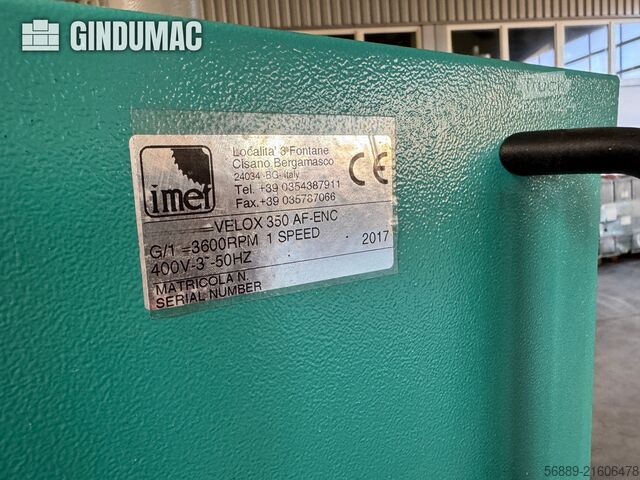 GINDUMAC
imet
Localita' 3 Fontane
Cisano Bergamasco
24034 -BG- Italy
Tel. +39 0354387911
Fax.+39 035787066
CE
VELOX 350 AF-ENC
G/1 -3600RPM 1 SPEED 2017
400V-3~-50HZ
MATRICOLA N.
SERIAL NUMBER
56889-21606478